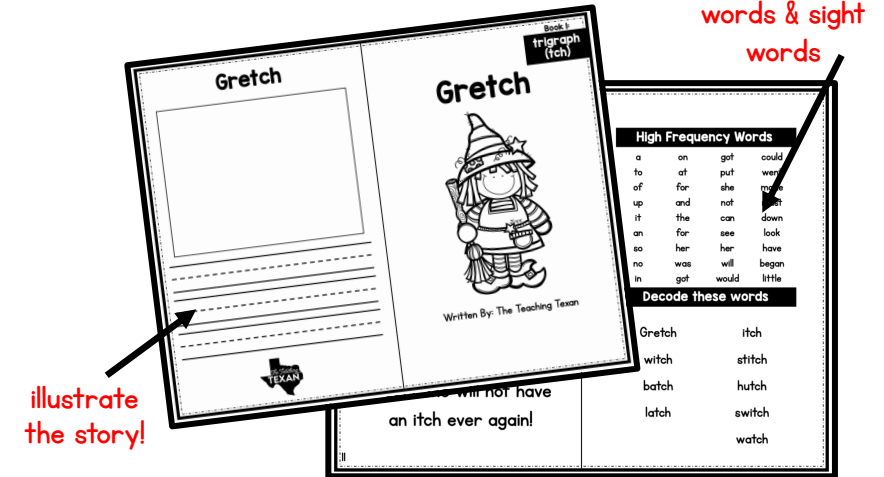 words & sight
words
Book 1:
trigraph
(tch)
Gretch
Gretch
Written By: The Teaching Texan
TEXAN
illustrate
the story!
High Frequency Words
a on got could
to at put went
of for she made
up and not
it the can down
an for see look
so her her have
no was will began
in got would little
Decode these words
Gretch itch
witch stitch
batch hutch
latch switch
watch
will not have
an itch ever again!
11